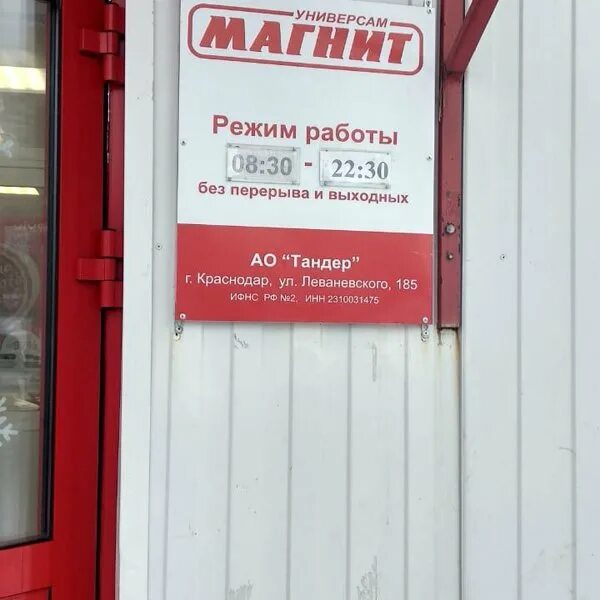 УНИВЕРСАМ
МАГНИТ
Режим работы
08:30 - 22:30
без перерыва и выходных
АО "Тандер"
г. Краснодар, ул. Леваневского, 185
ИФНС РФ №2, ИНН 2310031475